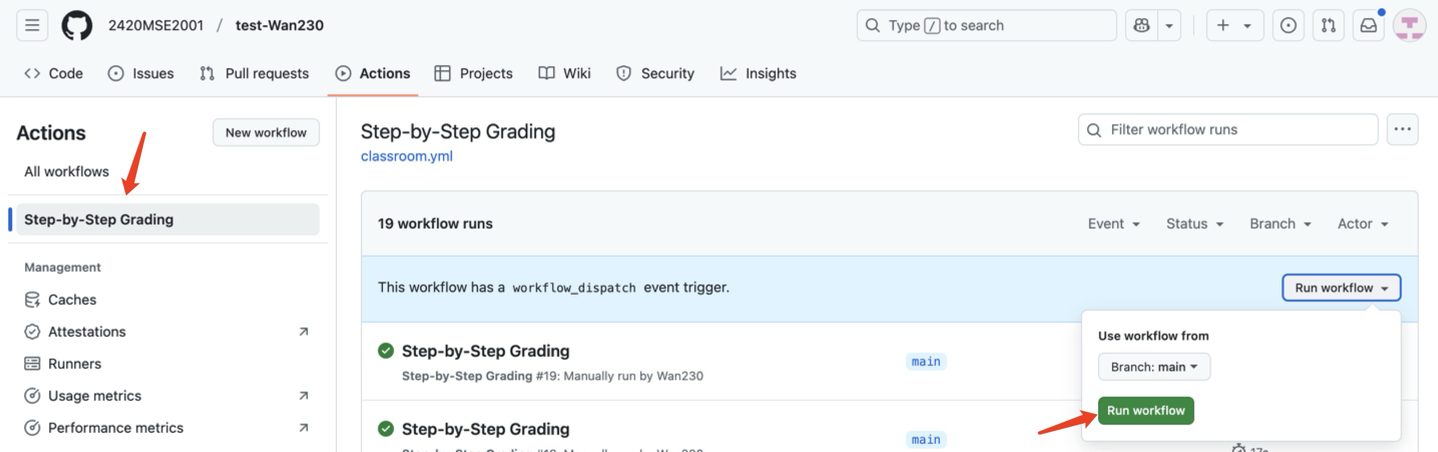 2420MSE2001 / test-Wan230
Type / to search
Code Issues Pull requests Actions Projects Wiki Security Insights
Actions
New workflow
All workflows
Step-by-Step Grading
Management
Caches
Attestations
Runners
Usage metrics
Performance metrics
Step-by-Step Grading
classroom.yml
Filter workflow runs
19 workflow runs
Event Status Branch Actor
This workflow has a workflow_dispatch event trigger.
Run workflow
Use workflow from
Branch: main
Run workflow
Step-by-Step Grading
main
Step-by-Step Grading #19: Manually run by Wan230
Step-by-Step Grading
main